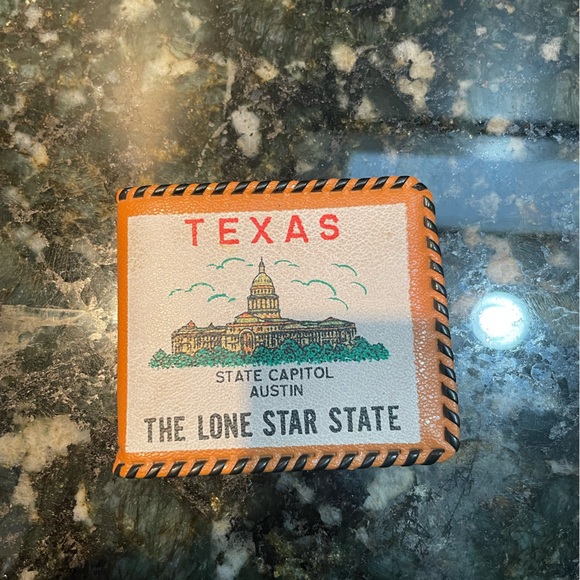 TEXAS
STATE CAPITOL
AUSTIN
THE LONE STAR STATE